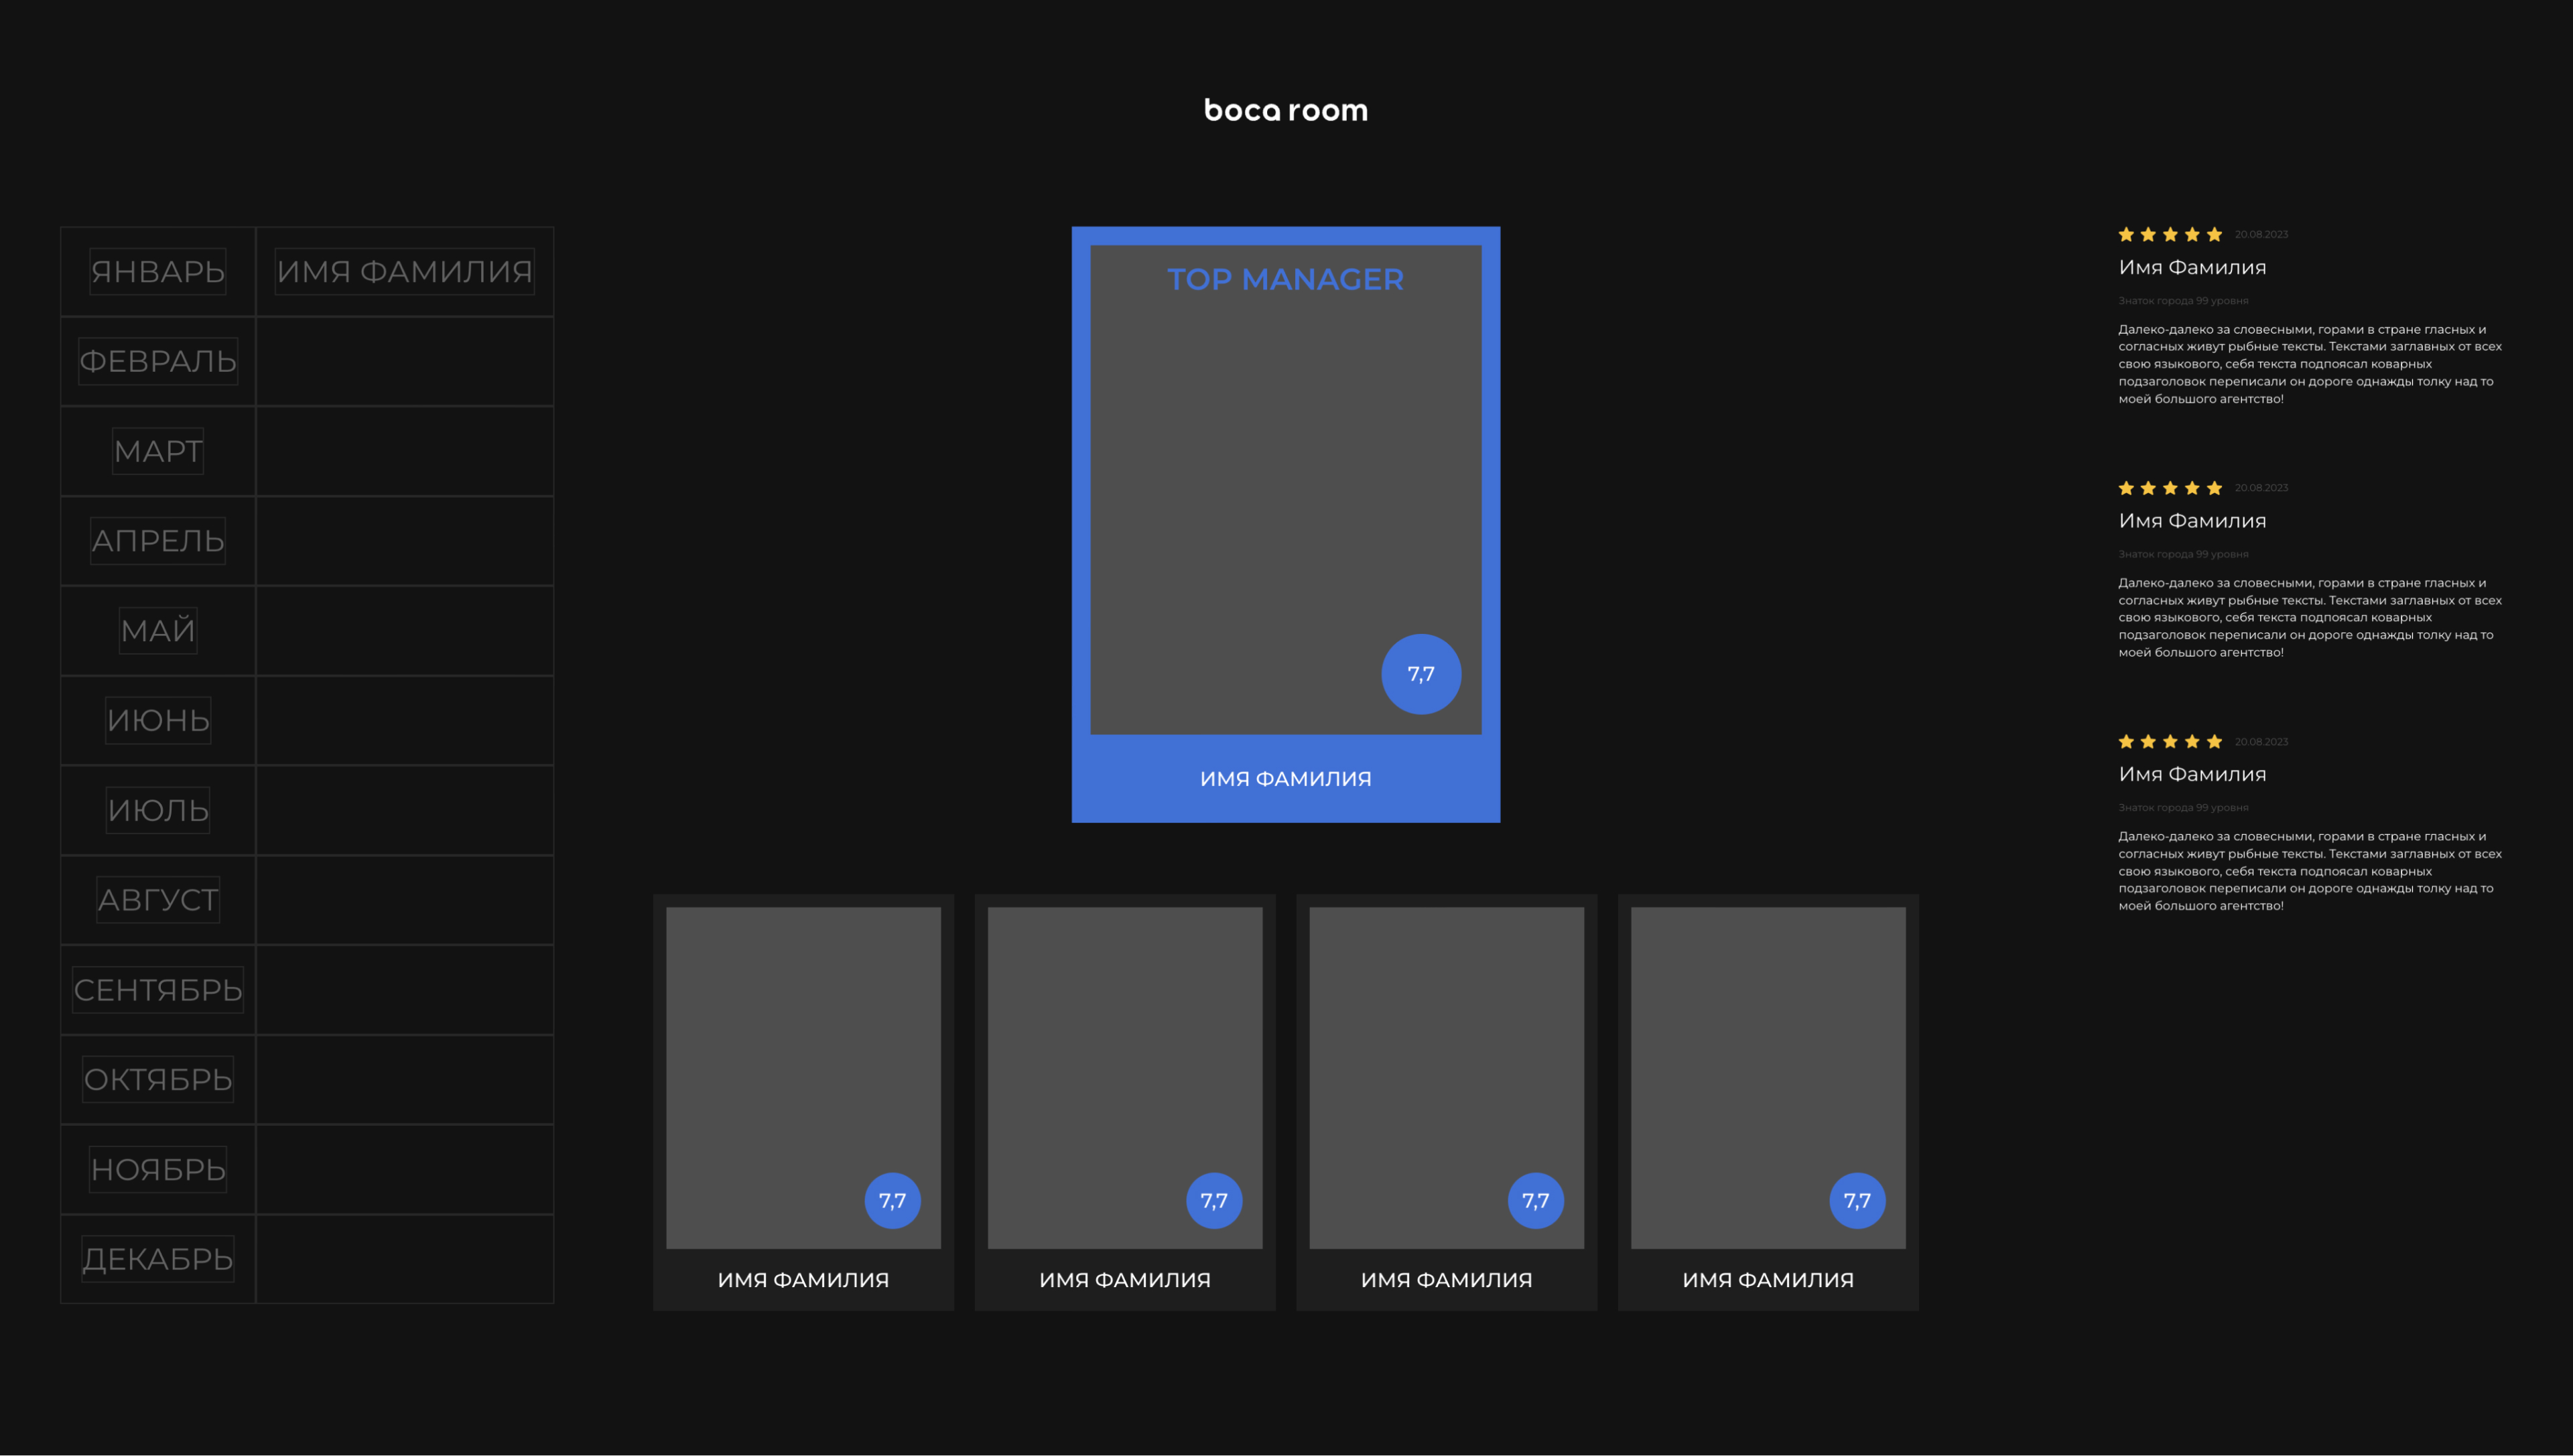 boca room
ЯНВАРЬ ИМЯ ФАМИЛИЯ
ФЕВРАЛЬ
МАРТ
АПРЕЛЬ
МАЙ
ИЮНЬ
ИЮЛЬ
АВГУСТ
СЕНТЯБРЬ
ОКТЯБРЬ
НОЯБРЬ
ДЕКАБРЬ
TOP MANAGER
7,7
ИМЯ ФАМИЛИЯ
7,7
ИМЯ ФАМИЛИЯ
7,7
ИМЯ ФАМИЛИЯ
7,7
ИМЯ ФАМИЛИЯ
7,7
ИМЯ ФАМИЛИЯ
20.08.2023
Имя Фамилия
Знаток города 99 уровня
Далеко-далеко за словесными, горами в стране гласных и
согласных живут рыбные тексты. Текстами заглавных от всех
свою языкового, себя текста подпоясал коварных
подзаголовок переписали он дороге однажды толку над то
моей большого агентство!
20.08.2023
Имя Фамилия
Знаток города 99 уровня
Далеко-далеко за словесными, горами в стране гласных и
согласных живут рыбные тексты. Текстами заглавных от всех
свою языкового, себя текста подпоясал коварных
подзаголовок переписали он дороге однажды толку над то
моей большого агентство!
20.08.2023
Имя Фамилия
Знаток города 99 уровня
Далеко-далеко за словесными, горами в стране гласных и
согласных живут рыбные тексты. Текстами заглавных от всех
свою языкового, себя текста подпоясал коварных
подзаголовок переписали он дороге однажды толку над то
моей большого агентство!